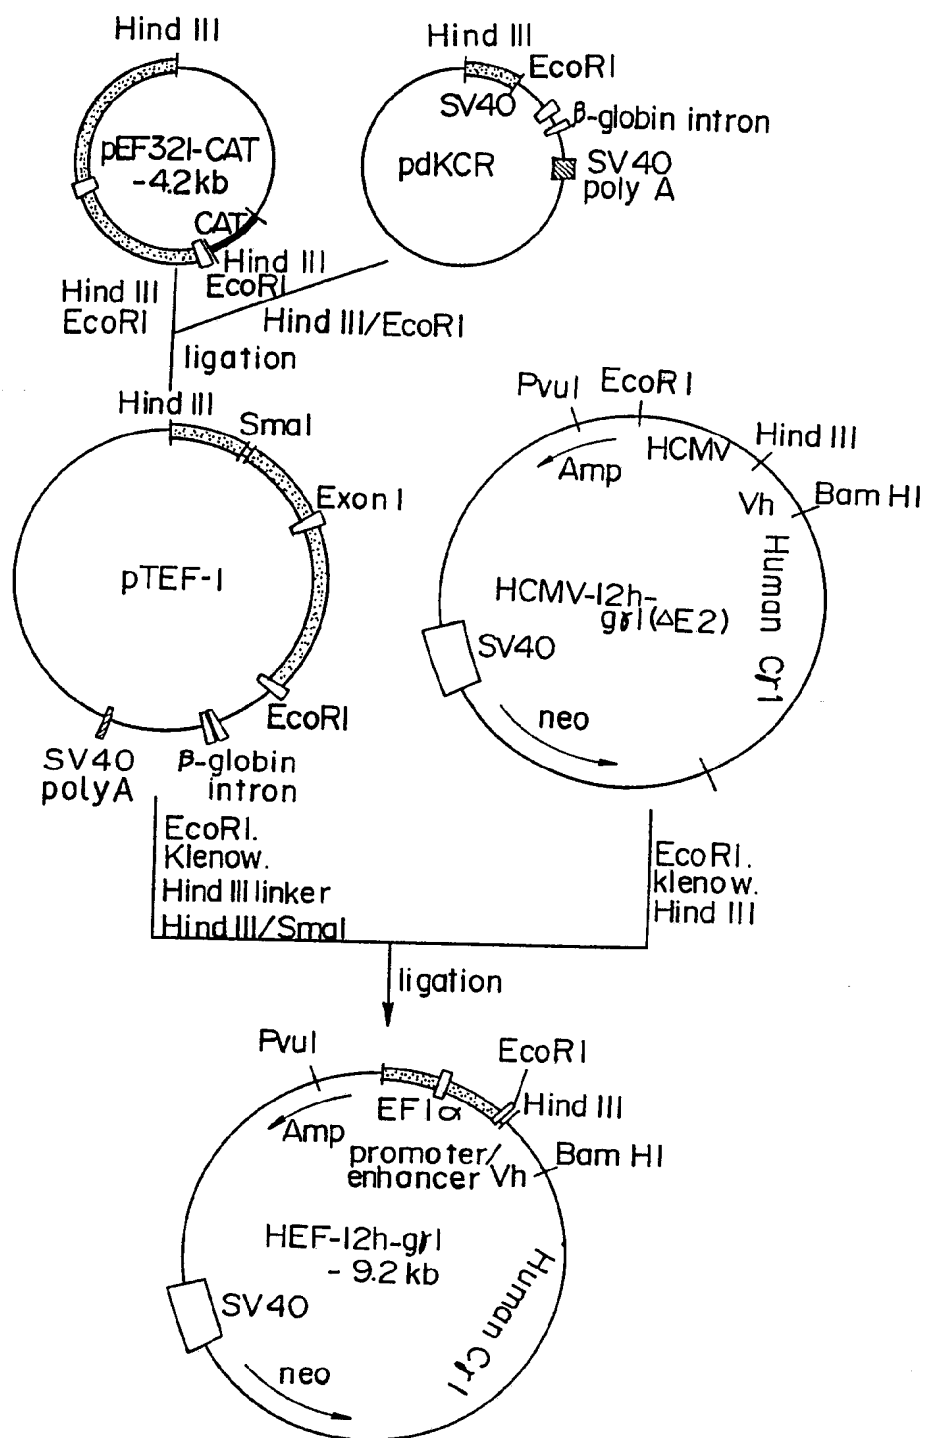 Hind III
pEF321-CAT
-4.2kb
CAT
Hind III
EcoRI
Hind III
EcoRI
SV40
β-globin intron
pdKCR
SV40
poly A
Hind III
EcoRI
Hind III/EcoRI
ligation
Hind III
SmaI
Exon I
pTEF-1
EcoRI
SV40
polyA
β-globin
intron
PvuI
EcoRI
HCMV
Hind III
Amp
Vh
Bam HI
Human Cγ1
HCMV-12h-
gγ1(ΔE2)
SV40
neo
EcoRI.
Klenow.
Hind III linker
Hind III/SmaI
EcoRI.
klenow.
Hind III
ligation
PvuI
EcoRI
EF1α
Hind III
Amp
promoter/
enhancer
Vh
Bam HI
HEF-12h-gγ1
- 9.2 kb
Human Cγ1
SV40
neo